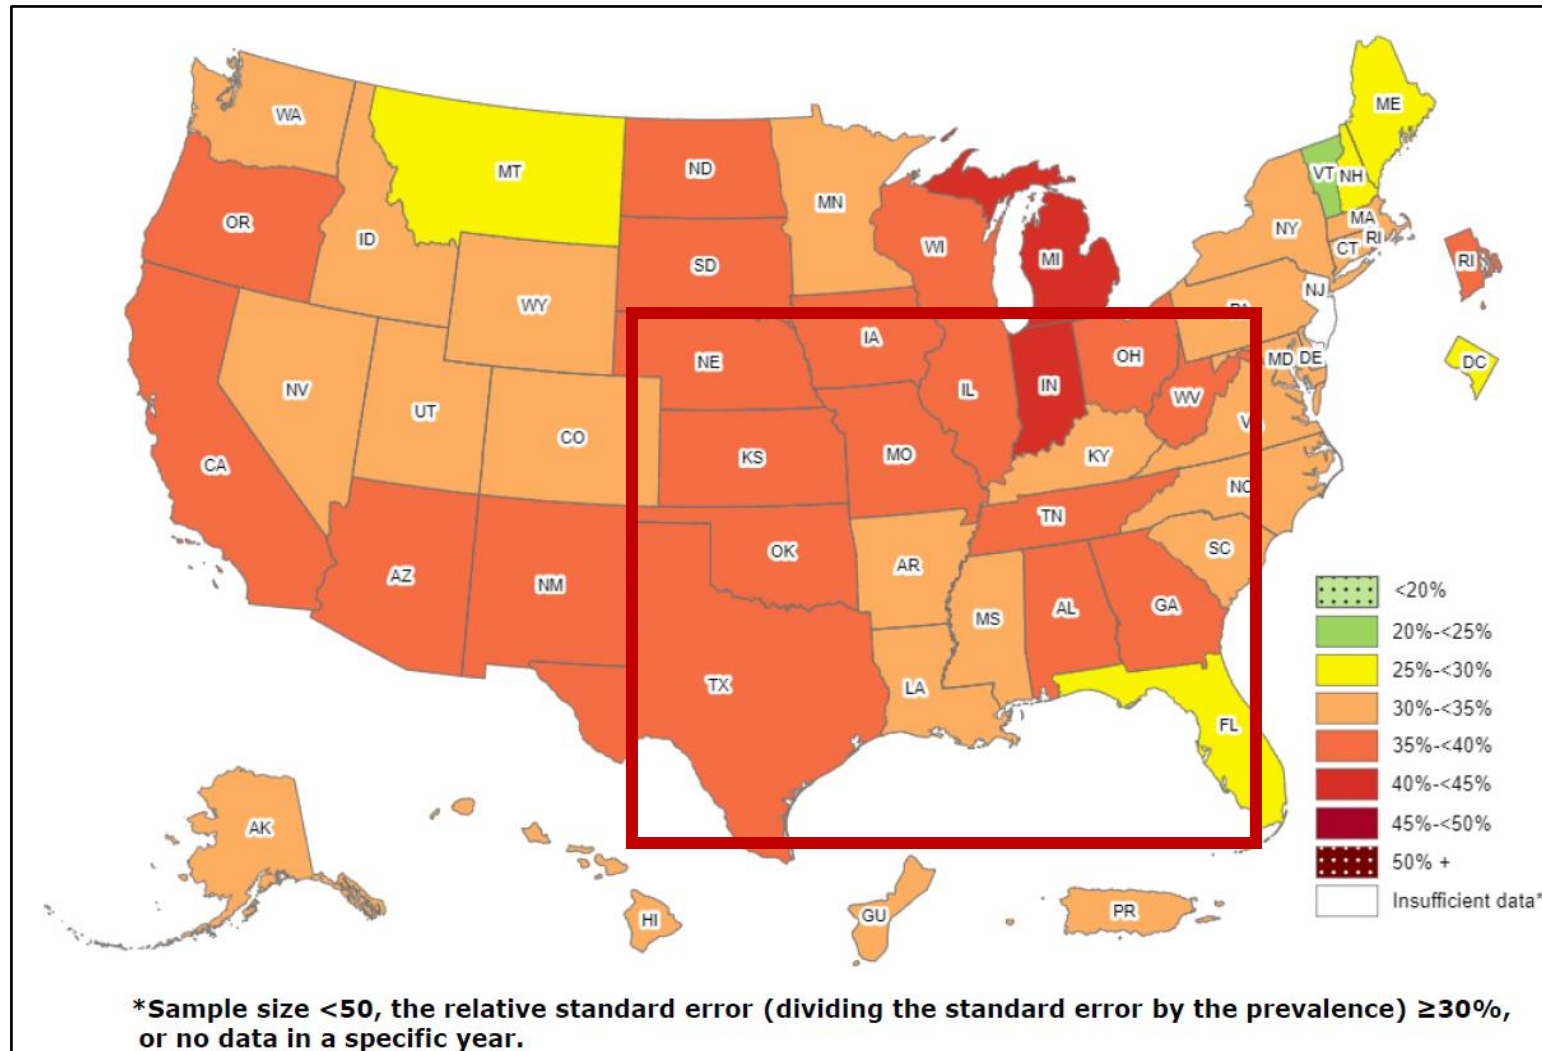 WA
MT
ND
MN
ME
VT
NH
OR
ID
SD
WI
MI
NY
MA
CT
RI
WY
NJ
RI
NE
IA
OH
MD
DE
DC
NV
UT
CO
IL
IN
WV
CA
KS
MO
KY
AZ
NM
OK
AR
TN
SC
MS
AL
GA
TX
LA
FL
AK
HI
GU
PR
<20%
20%-<25%
25%-<30%
30%-<35%
35%-<40%
40%-<45%
45%-<50%
50% +
Insufficient data*
*Sample size <50, the relative standard error (dividing the standard error by the prevalence) ≥30%,
or no data in a specific year.